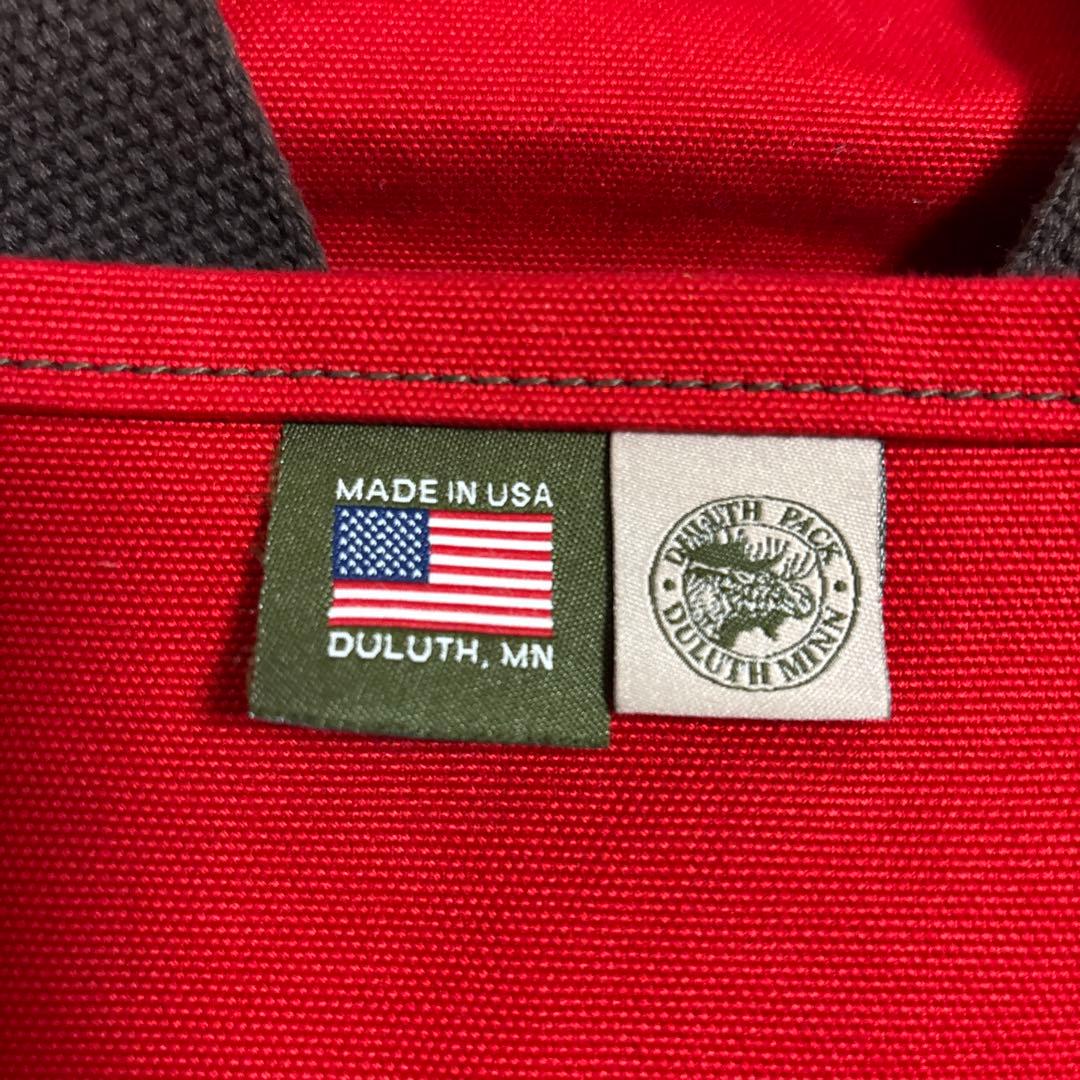 MADE IN USA
DULUTH, MN
DULUTH PACK
DULUTH MINN